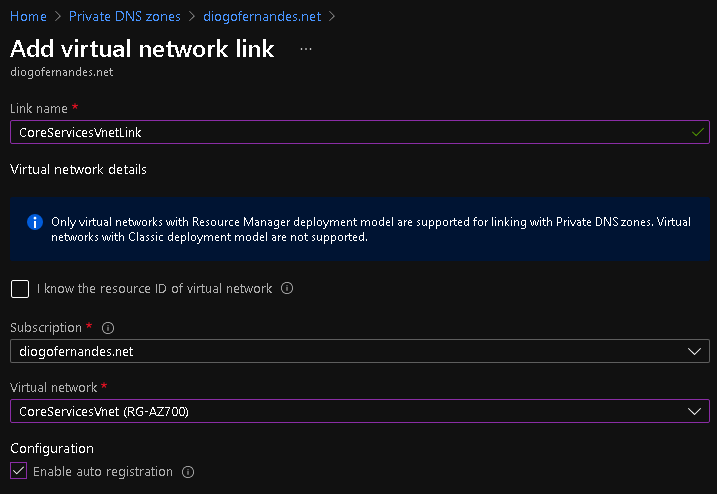 Home > Private DNS zones > diogofernandes.net >
Add virtual network link ...
diogofernandes.net
Link name *
CoreServicesVnetLink
Virtual network details
Only virtual networks with Resource Manager deployment model are supported for linking with Private DNS zones. Virtual
networks with Classic deployment model are not supported.
I know the resource ID of virtual network
Subscription *
diogofernandes.net
Virtual network *
CoreServicesVnet (RG-AZ700)
Configuration
Enable auto registration